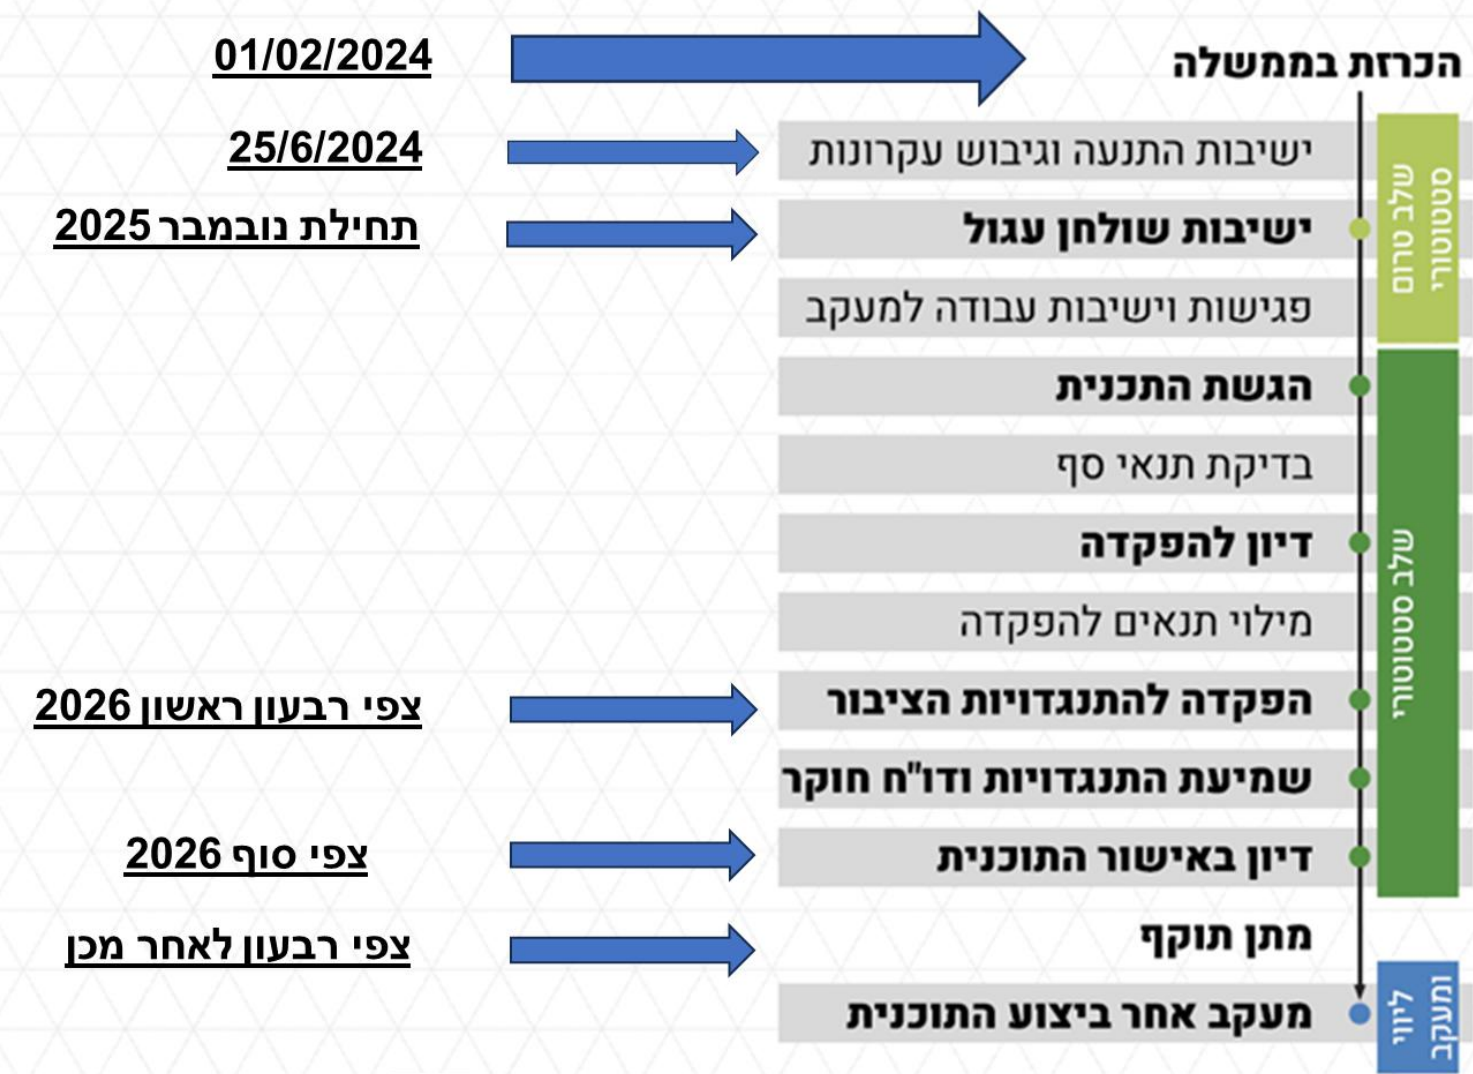 הכרזת בממשלה
01/02/2024
סטטוטורי
שלב טרום
ישיבות התנעה וגיבוש עקרונות
25/6/2024
ישיבות שולחן עגול
תחילת נובמבר 2025
פגישות וישיבות עבודה למעקב
שלב סטטוטורי
הגשת התכנית
בדיקת תנאי סף
דיון להפקדה
מילוי תנאים להפקדה
הפקדה להתנגדויות הציבור
צפי רבעון ראשון 2026
שמיעת התנגדויות ודו"ח חוקר
דיון באישור התוכנית
צפי סוף 2026
מתן תוקף
צפי רבעון לאחר מכן
ומעקב
ליווי
מעקב אחר ביצוע התוכנית